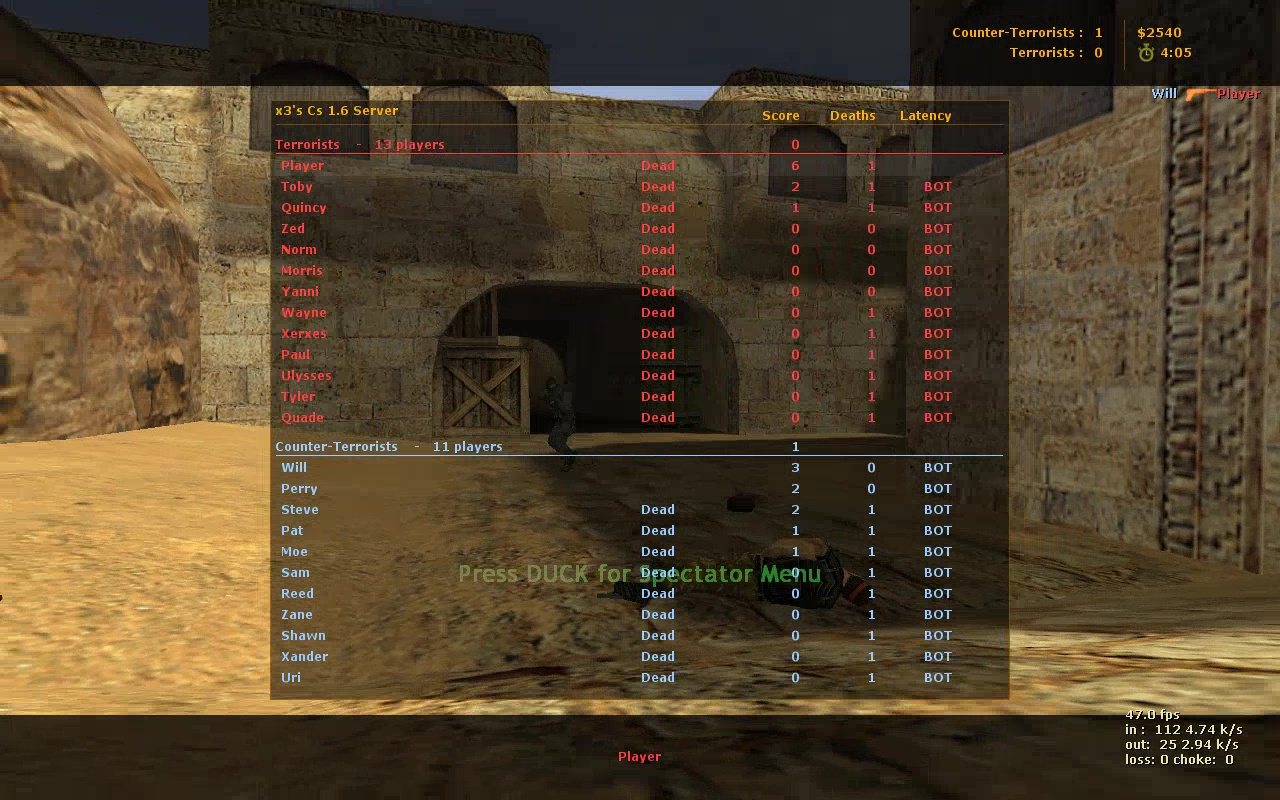 Counter-Terrorists : 1 $2540
Terrorists : 0 4:05
Will Player
x3's Cs 1.6 Server Score Deaths Latency
Terrorists - 13 players 0
Player Dead 6 1
Toby Dead 2 1 BOT
Quincy Dead 1 1 BOT
Zed Dead 0 0 BOT
Norm Dead 0 0 BOT
Morris Dead 0 0 BOT
Yanni Dead 0 0 BOT
Wayne Dead 0 1 BOT
Xerxes Dead 0 1 BOT
Paul Dead 0 1 BOT
Ulysses Dead 0 1 BOT
Tyler Dead 0 1 BOT
Quade Dead 0 1 BOT
Counter-Terrorists - 11 players 1
Will 3 0 BOT
Perry 2 0 BOT
Steve Dead 2 1 BOT
Pat Dead 1 1 BOT
Moe Dead 1 1 BOT
Sam Dead 0 1 BOT
Press DUCK for Spectator Menu
Reed Dead 0 1 BOT
Zane Dead 0 1 BOT
Shawn Dead 0 1 BOT
Xander Dead 0 1 BOT
Uri Dead 0 1 BOT
47.0 fps
in : 112 4.74 k/s
out: 25 2.94 k/s
loss: 0 choke: 0
Player